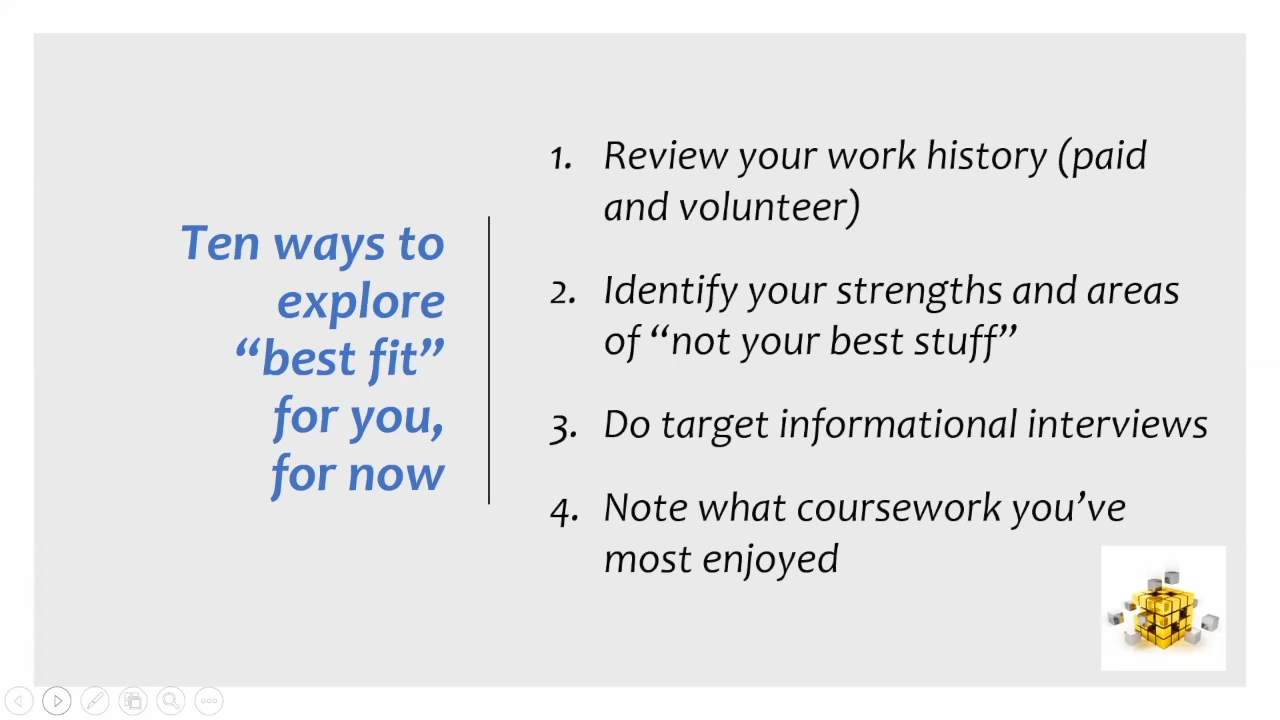 Ten ways to
explore
“best fit”
for you,
for now
1. Review your work history (paid
and volunteer)
2. Identify your strengths and areas
of “not your best stuff”
3. Do target informational interviews
4. Note what coursework you’ve
most enjoyed